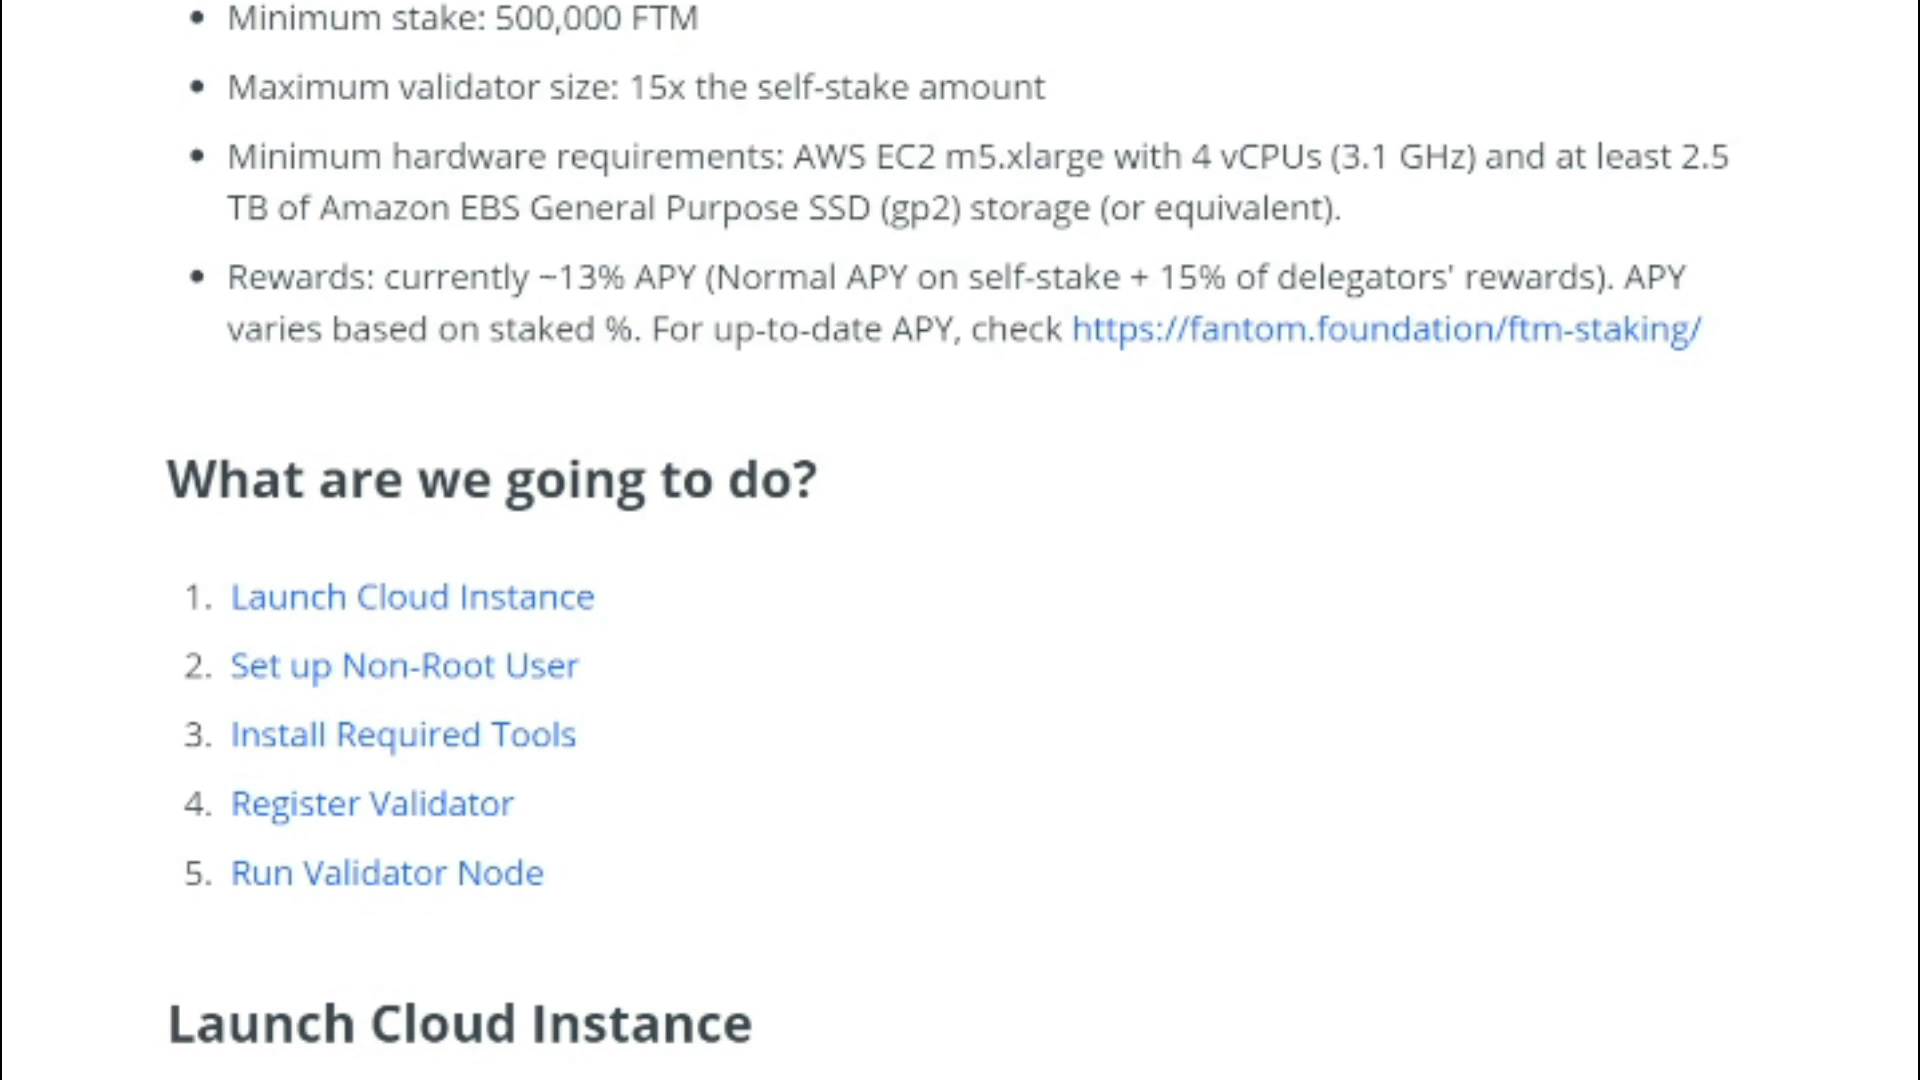 • Minimum stake: 500,000 FTM
• Maximum validator size: 15x the self-stake amount
• Minimum hardware requirements: AWS EC2 m5.xlarge with 4 vCPUs (3.1 GHz) and at least 2.5
TB of Amazon EBS General Purpose SSD (gp2) storage (or equivalent).
• Rewards: currently ~13% APY (Normal APY on self-stake + 15% of delegators' rewards). APY
varies based on staked %. For up-to-date APY, check https://fantom.foundation/ftm-staking/
What are we going to do?
1. Launch Cloud Instance
2. Set up Non-Root User
3. Install Required Tools
4. Register Validator
5. Run Validator Node
Launch Cloud Instance